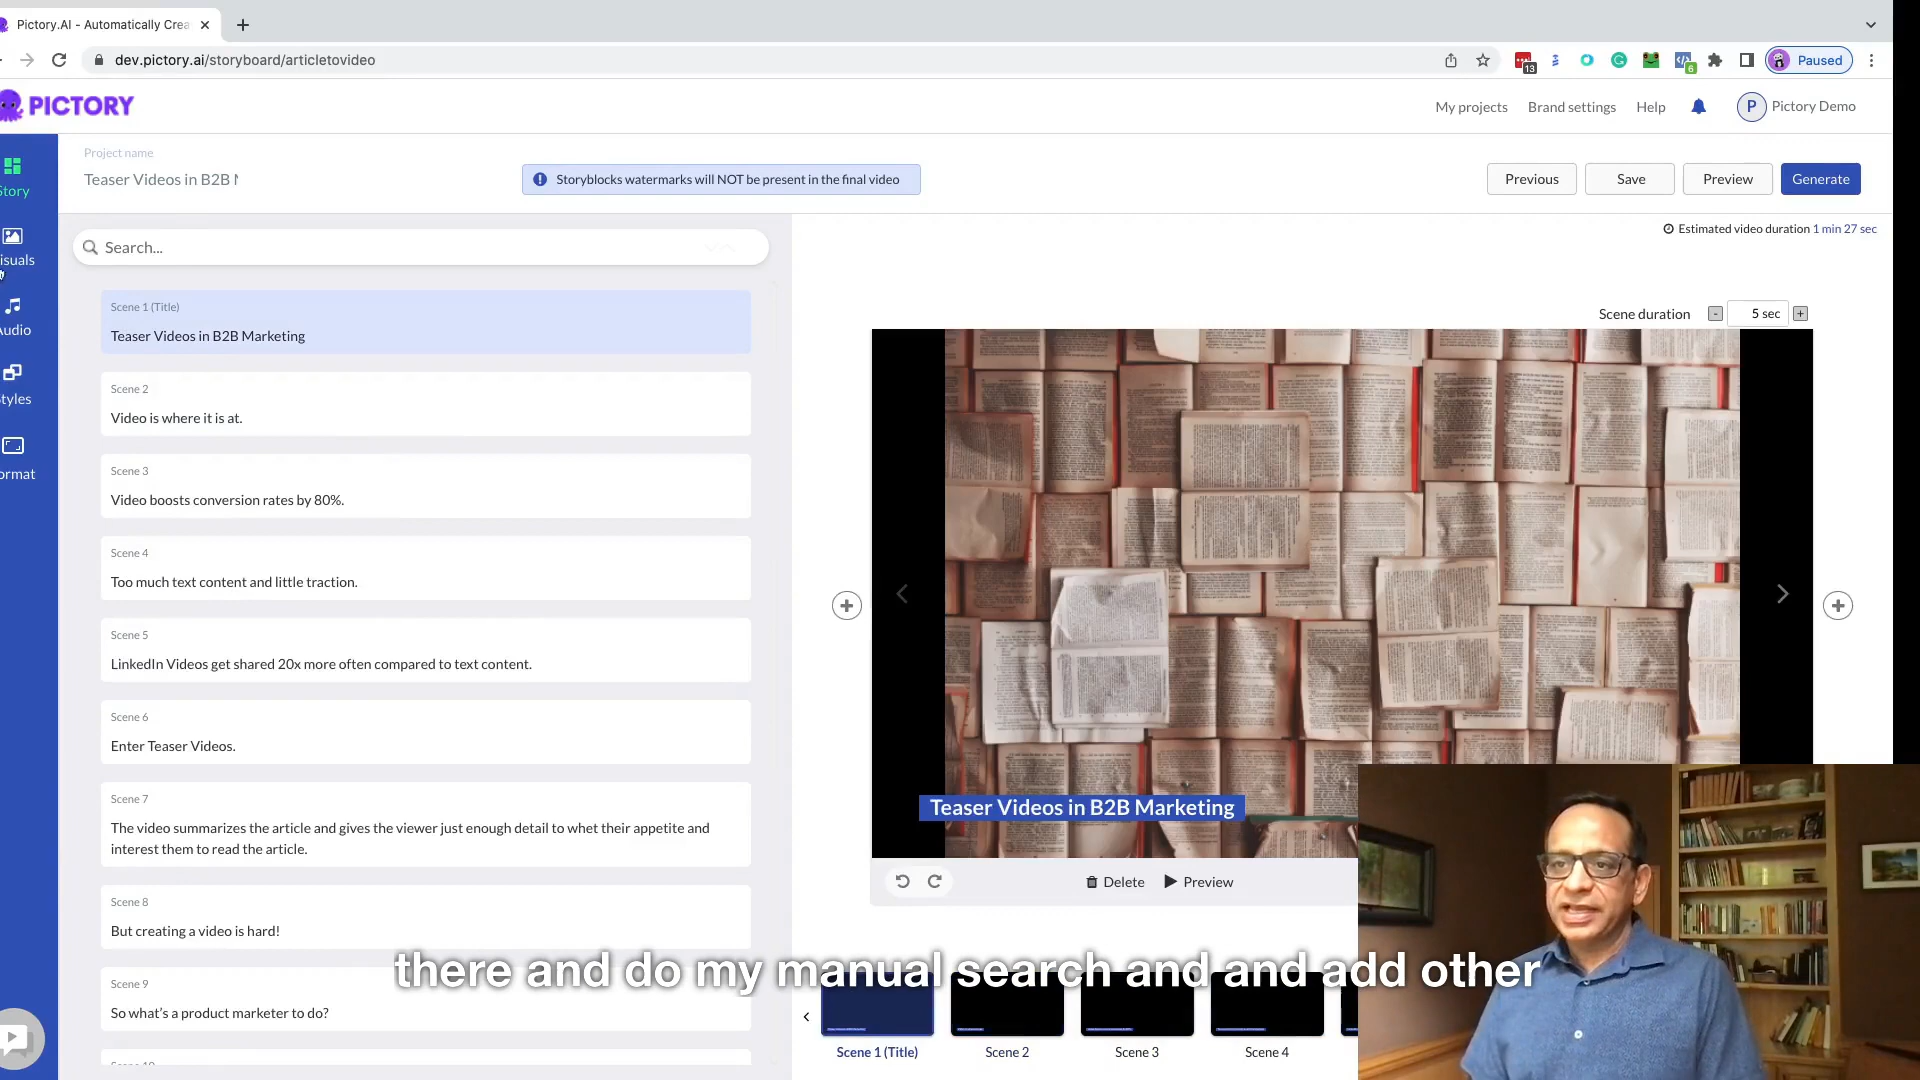 Pictory.AI - Automatically Crea
dev.pictory.ai/storyboard/articletovideo
13
6
Paused
PICTORY
My projects
Brand settings
Help
P
Pictory Demo
Project name
Teaser Videos in B2B M
Storyblocks watermarks will NOT be present in the final video
Previous
Save
Preview
Generate
Story
isuals
Audio
tyles
ormat
Estimated video duration 1 min 27 sec
Search...
Scene duration
-
5 sec
+
Scene 1 (Title)
Teaser Videos in B2B Marketing
Scene 2
Video is where it is at.
Scene 3
Video boosts conversion rates by 80%.
Scene 4
Too much text content and little traction.
Scene 5
LinkedIn Videos get shared 20x more often compared to text content.
Scene 6
Enter Teaser Videos.
Scene 7
The video summarizes the article and gives the viewer just enough detail to whet their appetite and
interest them to read the article.
Scene 8
But creating a video is hard!
Scene 9
So what's a product marketer to do?
Scene 10
Teaser Videos in B2B Marketing
Delete
Preview
there and do my manual search and and add other
Scene 1 (Title)
Scene 2
Scene 3
Scene 4